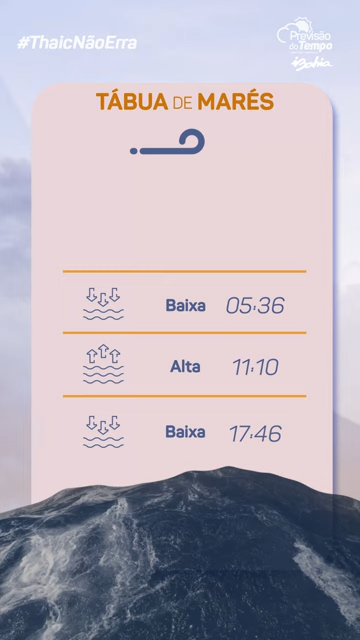 #ThaicNãoErra
Previsão
do Tempo
iBahia
TÁBUA DE MARÉS
Baixa 05:36
Alta 11:10
Baixa 17:46